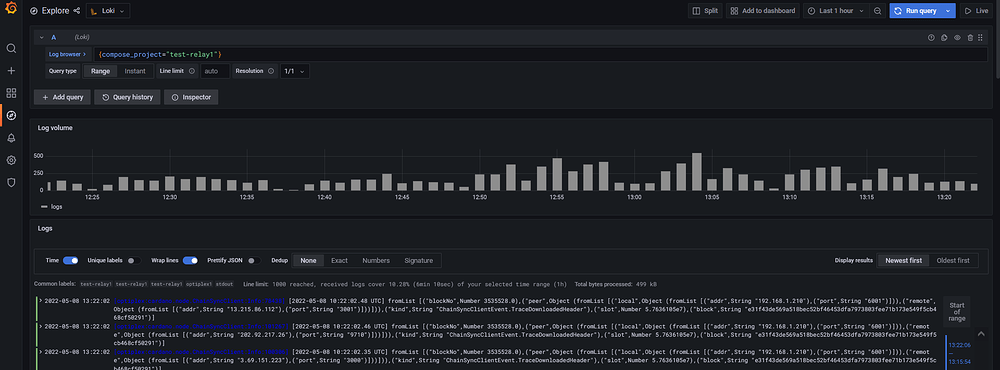 Explore
Loki
Split
Add to dashboard
Last 1 hour
Run query
Live
A
(Loki)
Log browser >
{compose_project="test-relay1"}
Query type
Range
Instant
Line limit
auto
Resolution
1/1
+ Add query
Query history
Inspector
Log volume
500
250
0
12:25
12:30
12:35
12:40
12:45
12:50
12:55
13:00
13:05
13:10
13:15
13:20
logs
Logs
Time
Unique labels
Wrap lines
Prettify JSON
Dedup
None
Exact
Numbers
Signature
Display results
Newest first
Oldest first
Common labels: test-relay1 test-relay1 test-relay1 optiplex1 stdout Line limit: 1000 reached, received logs cover 10.28% (6min 10sec) of your selected time range (1h) Total bytes processed: 499 kB
> 2022-05-08 13:22:02
[2022-05-08 10:22:02.48 UTC] fromList [("blockNo",Number 3535528.0),("peer",Object (fromList [("local",Object (fromList [("addr",String "192.168.1.210"),("port",String "6001")])),("remote",
Object (fromList [("addr",String "13.215.86.112"),("port",String "3001")]))])),("kind",String "ChainSyncClientEvent.TraceDownloadedHeader"),("slot",Number 5.7636105e7),("block",String
68cf50291")]
> 2022-05-08 13:22:02
[2022-05-08 10:22:02.46 UTC] fromList [("blockNo",Number 3535528.0),("peer",Object (fromList [("local",Object (fromList [("addr",String "192.168.1.210"),("port",String "6001")])),("remot
e",Object (fromList [("addr",String "202.92.217.26"),("port",String "9710")]))])),("kind",String "ChainSyncClientEvent.TraceDownloadedHeader"),("slot",Number 5.7636105e7),("block",String
cb468cf50291")]
> 2022-05-08 13:22:02
[2022-05-08 10:22:02.35 UTC] fromList [("blockNo",Number 3535528.0),("peer",Object (fromList [("local",Object (fromList [("addr",String "192.168.1.210"),("port",String "6001")])),("remot
e",Object (fromList [("addr",String "3.69.151.223"),("port",String "3000")]))])),("kind",String "ChainSyncClientEvent.TraceDownloadedHeader"),("slot",Number 5.7636105e7),("block",String
Start
of
range
13:22:06
—
13:15:54